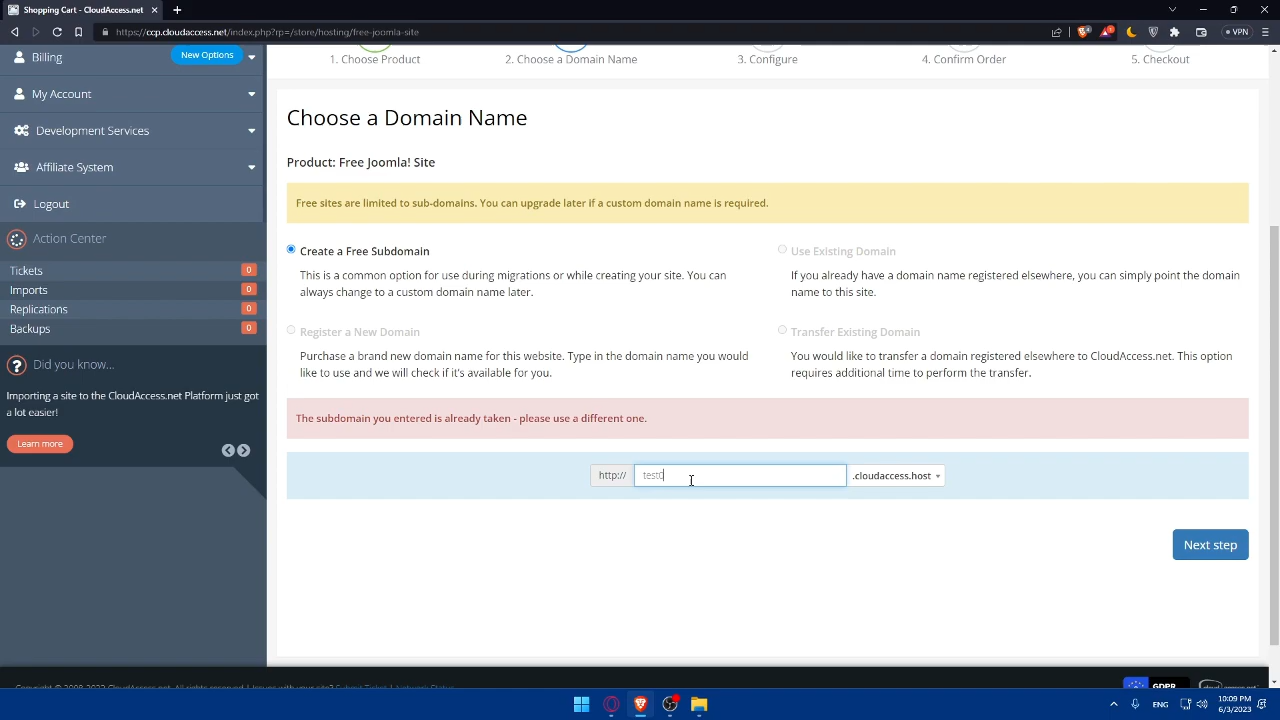 Shopping Cart - CloudAccess.net
https://ccp.cloudaccess.net/index.php?rp=/store/hosting/free-joomla-site
VPN
Billing
New Options
My Account
Development Services
Affiliate System
Logout
Action Center
Tickets 0
Imports 0
Replications 0
Backups 0
Did you know...
Importing a site to the CloudAccess.net Platform just got
a lot easier!
Learn more
1. Choose Product
2. Choose a Domain Name
3. Configure
4. Confirm Order
5. Checkout
Choose a Domain Name
Product: Free Joomla! Site
Free sites are limited to sub-domains. You can upgrade later if a custom domain name is required.
Create a Free Subdomain
This is a common option for use during migrations or while creating your site. You can
always change to a custom domain name later.
Use Existing Domain
If you already have a domain name registered elsewhere, you can simply point the domain
name to this site.
Register a New Domain
Purchase a brand new domain name for this website. Type in the domain name you would
like to use and we will check if it's available for you.
Transfer Existing Domain
You would like to transfer a domain registered elsewhere to CloudAccess.net. This option
requires additional time to perform the transfer.
The subdomain you entered is already taken - please use a different one.
http:// test0 .cloudaccess.host
Next step
GDPR
ENG
10:09 PM
6/3/2023